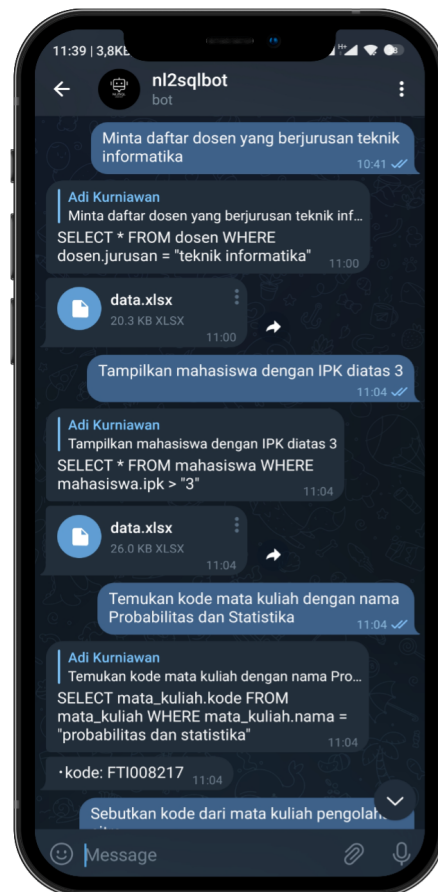 11:39 | 3,8KB
nl2sqlbot
bot
Minta daftar dosen yang berjurusan teknik
informatika
10:41
Adi Kurniawan
Minta daftar dosen yang berjurusan teknik inf...
SELECT * FROM dosen WHERE
dosen.jurusan = "teknik informatika"
11:00
data.xlsx
20.3 KB XLSX
11:00
Tampilkan mahasiswa dengan IPK diatas 3
11:04
Adi Kurniawan
Tampilkan mahasiswa dengan IPK diatas 3
SELECT * FROM mahasiswa WHERE
mahasiswa.ipk > "3"
11:04
data.xlsx
26.0 KB XLSX
11:04
Temukan kode mata kuliah dengan nama
Probabilitas dan Statistika
11:04
Adi Kurniawan
Temukan kode mata kuliah dengan nama Pro...
SELECT mata_kuliah.kode FROM
mata_kuliah WHERE mata_kuliah.nama =
"probabilitas dan statistika"
11:04
·kode: FTI008217
11:04
Sebutkan kode dari mata kuliah
Message